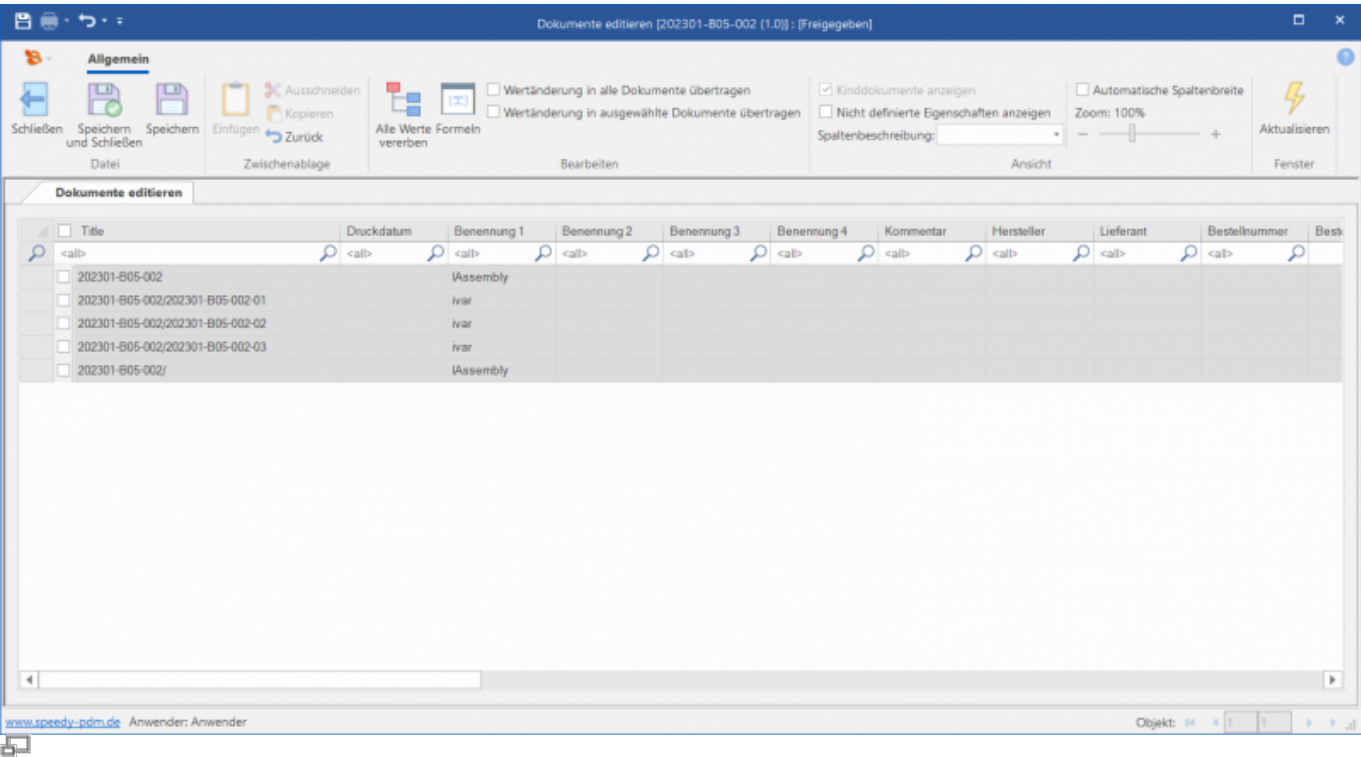 Dokumente editieren [202301-B05-002 (1.0)] : [Freigegeben]
Allgemein
Schließen
Speichern und Schließen
Speichern
Datei
Einfügen
Ausschneiden
Kopieren
Zurück
Zwischenablage
Alle Werte vererben
Formeln
Wertänderung in alle Dokumente übertragen
Wertänderung in ausgewählte Dokumente übertragen
Bearbeiten
Kinddokumente anzeigen
Nicht definierte Eigenschaften anzeigen
Spaltenbeschreibung:
Automatische Spaltenbreite
Zoom: 100%
Ansicht
Aktualisieren
Fenster
Dokumente editieren
Title Druckdatum Benennung 1 Benennung 2 Benennung 3 Benennung 4 Kommentar Hersteller Lieferant Bestellnummer Best
<all> <all> <all> <all> <all> <all> <all> <all> <all> <all>
202301-B05-002 IAssembly
202301-B05-002/202301-B05-002-01 ivar
202301-B05-002/202301-B05-002-02 ivar
202301-B05-002/202301-B05-002-03 ivar
202301-B05-002/ IAssembly
www.speedy-pdm.de Anwender: Anwender Objekt: 1 1